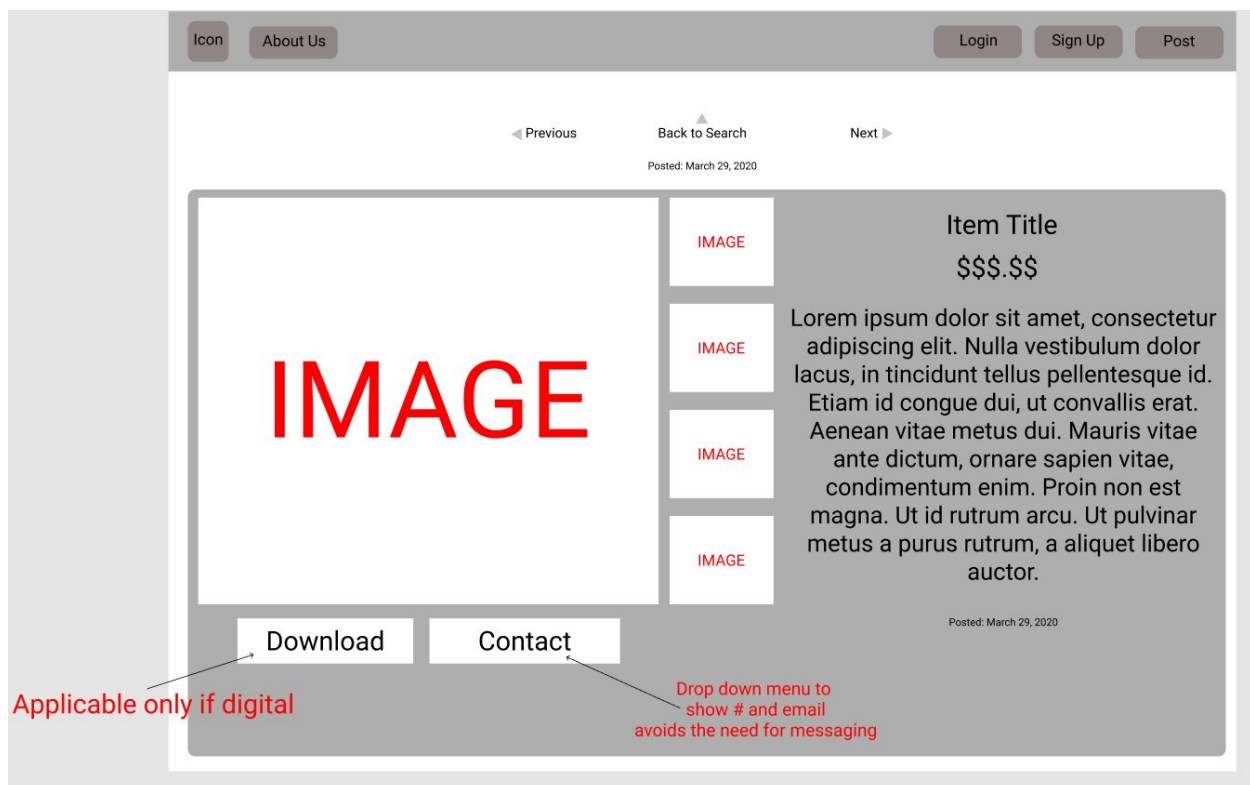 Icon
About Us
Login
Sign Up
Post
Previous
Back to Search
Next
Posted: March 29, 2020
IMAGE
IMAGE
IMAGE
IMAGE
IMAGE
Item Title
$$$.$$
Lorem ipsum dolor sit amet, consectetur
adipiscing elit. Nulla vestibulum dolor
lacus, in tincidunt tellus pellentesque id.
Etiam id congue dui, ut convallis erat.
Aenean vitae metus dui. Mauris vitae
ante dictum, ornare sapien vitae,
condimentum enim. Proin non est
magna. Ut id rutrum arcu. Ut pulvinar
metus a purus rutrum, a aliquet libero
auctor.
Posted: March 29, 2020
Download
Contact
Applicable only if digital
Drop down menu to
show # and email
avoids the need for messaging